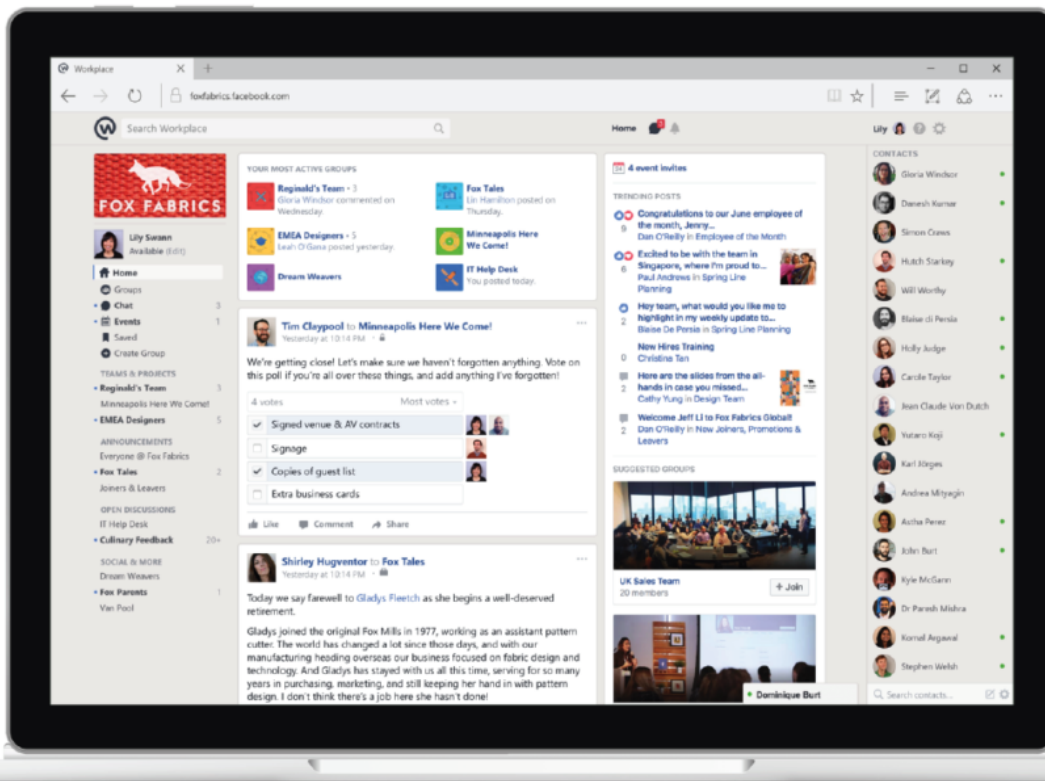 Workplace
foxfabrics.facebook.com
Search Workplace
Home
Lily
FOX FABRICS
Lily Swann
Available (Edit)
Home
Groups
Chat 3
Events 1
Saved
Create Group
TEAMS & PROJECTS
Reginald's Team 3
Minneapolis Here We Come!
EMEA Designers 5
ANNOUNCEMENTS
Everyone @ Fox Fabrics
Fox Tales 2
Joiners & Leavers
OPEN DISCUSSIONS
IT Help Desk
Culinary Feedback 20+
SOCIAL & MORE
Dream Weavers
Fox Parents 1
Van Pool
YOUR MOST ACTIVE GROUPS
Reginald's Team • 3
Gloria Windsor commented on
Wednesday.
Fox Tales
Lin Hamilton posted on
Thursday.
EMEA Designers • 5
Leah O'Gana posted yesterday.
Minneapolis Here
We Come!
Dream Weavers
IT Help Desk
You posted today.
Tim Claypool to Minneapolis Here We Come!
Yesterday at 10:14 PM ·
We're getting close! Let's make sure we haven't forgotten anything. Vote on
this poll if you're all over these things, and add anything I've forgotten!
4 votes
Most votes
Signed venue & AV contracts
Signage
Copies of guest list
Extra business cards
Like Comment Share
Shirley Hugventor to Fox Tales
Yesterday at 10:14 PM ·
Today we say farewell to Gladys Fleetch as she begins a well-deserved
retirement.
Gladys joined the original Fox Mills in 1977, working as an assistant pattern
cutter. The world has changed a lot since those days, and with our
manufacturing heading overseas our business focused on fabric design and
technology. And Gladys has stayed with us all this time, serving for so many
years in purchasing, marketing, and still keeping her hand in with pattern
design. I don't think there's a job here she hasn't done!
4 event invites
TRENDING POSTS
Congratulations to our June employee of
the month, Jenny...
9
Dan O'Reilly in Employee of the Month
Excited to be with the team in
Singapore, where I'm proud to...
6
Paul Andrews in Spring Line
Planning
Hey team, what would you like me to
highlight in my weekly update to...
2
Blaise De Persia in Spring Line Planning
New Hires Training
0
Christina Tan
Here are the slides from the all-
hands in case you missed...
2
Cathy Yung in Design Team
Welcome Jeff Li to Fox Fabrics Global!
2
Dan O'Reilly in New Joiners, Promotions &
Leavers
SUGGESTED GROUPS
UK Sales Team
20 members
+ Join
CONTACTS
Gloria Windsor
Danesh Kumar
Simon Crews
Hutch Starkey
Will Worthy
Blaise di Persia
Holly Judge
Carole Taylor
Jean Claude Von Dutch
Yutaro Koji
Karl Jörges
Andrea Mityagin
Astha Perez
John Burt
Kyle McGann
Dr Paresh Mishra
Komal Argawal
Stephen Welsh
Dominique Burt
Search contacts...